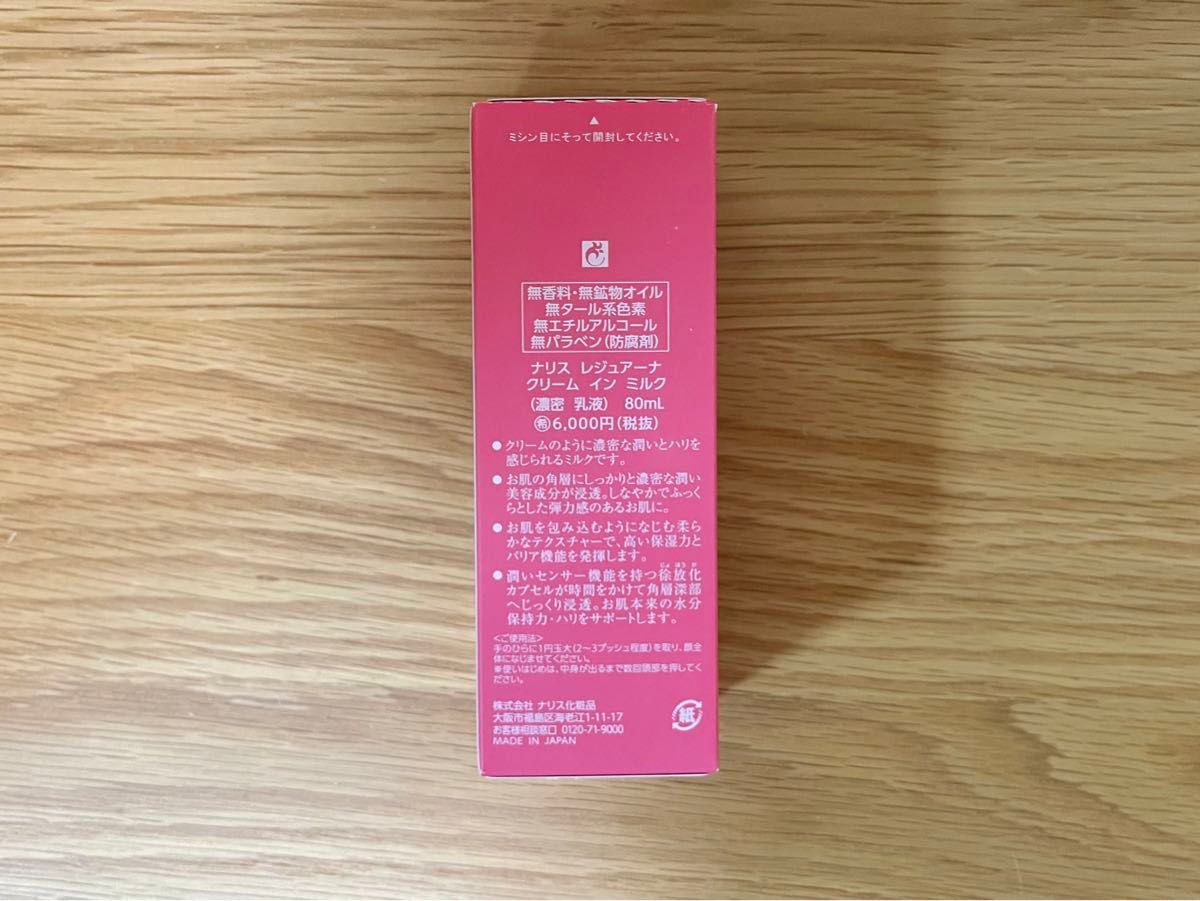 ミシン目にそって開封してください。
無香料・無鉱物オイル
無タール系色素
無エチルアルコール
無パラベン(防腐剤)
ナリス レジュアーナ
クリーム イン ミルク
(濃密 乳液) 80mL
㊗6,000円(税抜)
●クリームのように濃密な潤いとハリを
感じられるミルクです。
●お肌の角層にしっかりと濃密な潤い
美容成分が浸透。しなやかでふっく
らとした弾力感のあるお肌に。
●お肌を包み込むようになじむ柔ら
かなテクスチャーで、高い保湿力と
バリア機能を発揮します。
じょ ほう か
●潤いセンサー機能を持つ徐放化
カプセルが時間をかけて角層深部
へじっくり浸透。お肌本来の水分
保持力・ハリをサポートします。
<ご使用法>
手のひらに1円玉大(2〜3プッシュ程度)を取り、顔全
体になじませてください。
※使いはじめは、中身が出るまで数回頭部を押してく
ださい。
株式会社 ナリス化粧品
大阪市福島区海老江1-11-17
お客様相談窓口 0120-71-9000
MADE IN JAPAN
紙